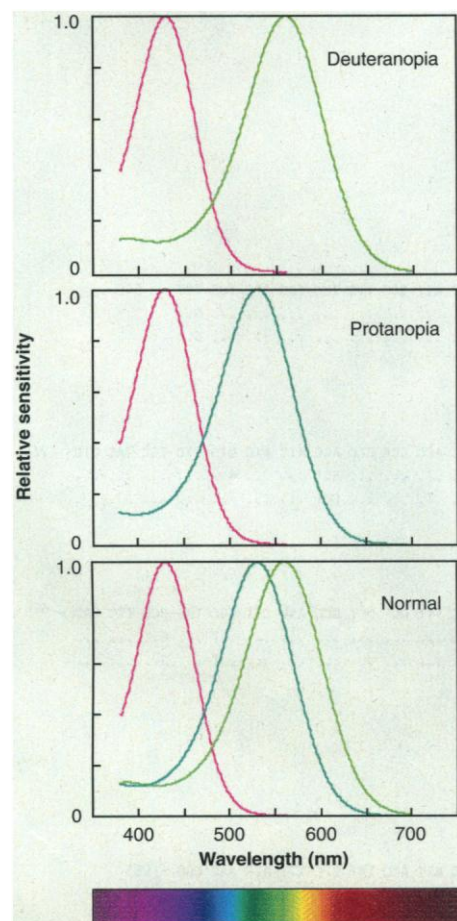 1.0
Deuteranopia
0
1.0
Protanopia
0
1.0
Normal
0
Relative sensitivity
400 500 600 700
Wavelength (nm)